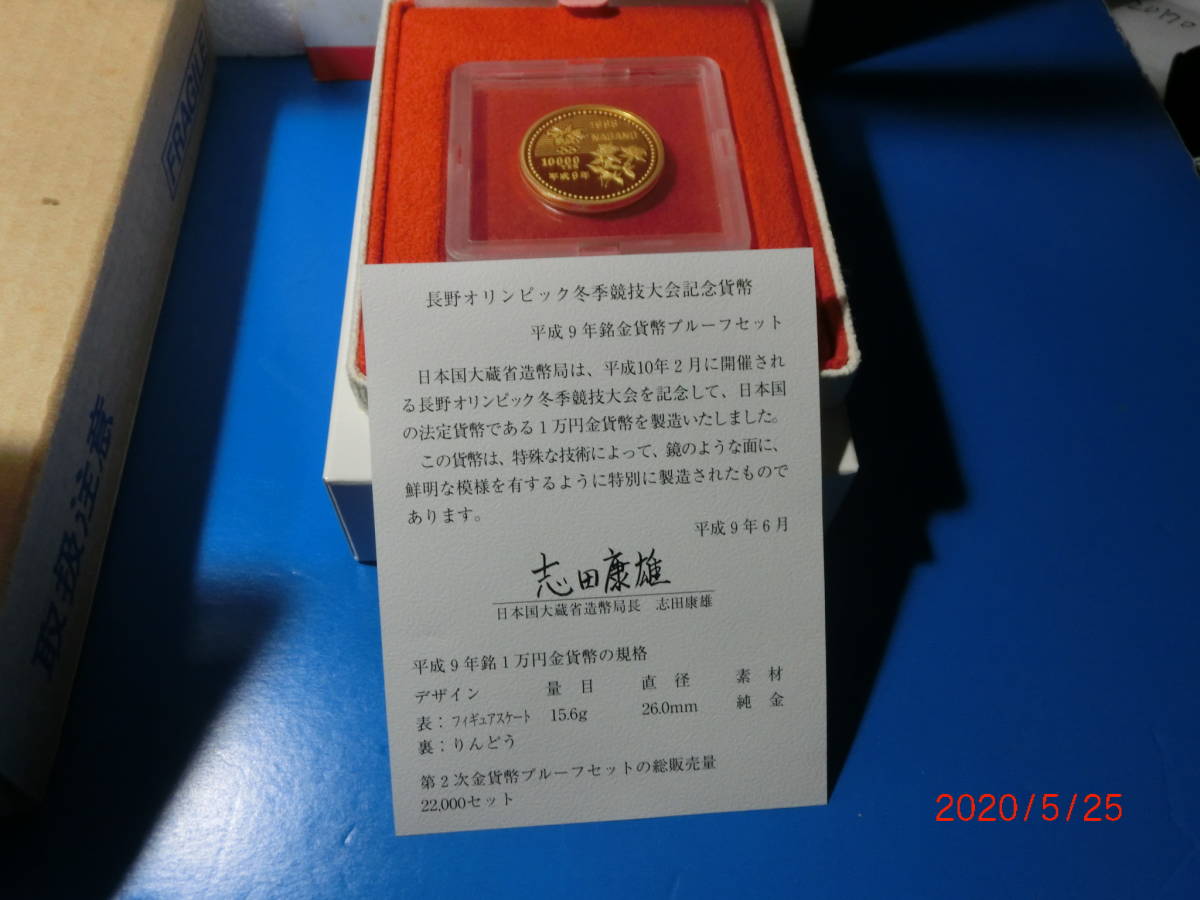 FRAGILE
取扱注意
1998
NAGANO
10000
YEN
平成9年
長野オリンピック冬季競技大会記念貨幣
平成9年銘金貨幣プルーフセット
日本国大蔵省造幣局は、平成10年2月に開催され
る長野オリンピック冬季競技大会を記念して、日本国
の法定貨幣である1万円金貨幣を製造いたしました。
この貨幣は、特殊な技術によって、鏡のような面に、
鮮明な模様を有するように特別に製造されたもので
あります。
平成9年6月
志田康雄
日本国大蔵省造幣局長 志田康雄
平成9年銘1万円金貨幣の規格
デザイン 量目 直径 素材
表：フィギュアスケート 15.6g 26.0mm 純金
裏：りんどう
第2次金貨幣プルーフセットの総販売量
22,000セット
2020/5/25